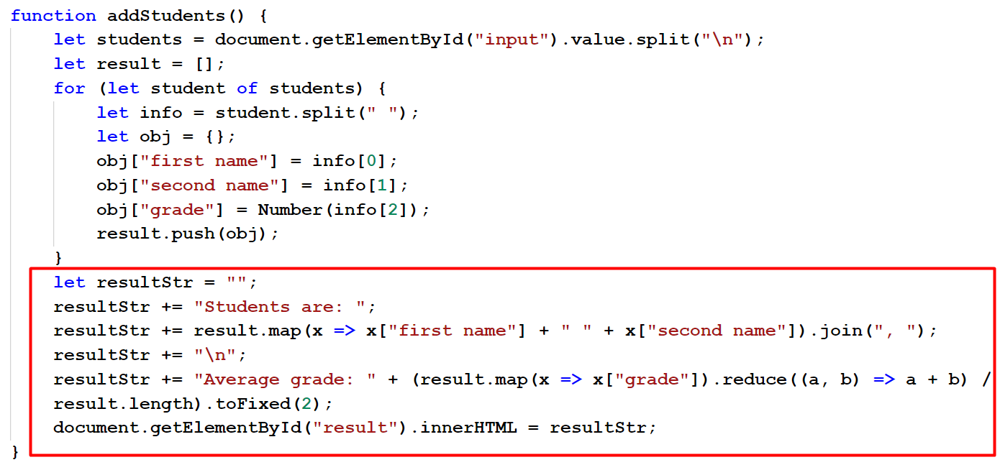 function addStudents() {
    let students = document.getElementById("input").value.split("\n");
    let result = [];
    for (let student of students) {
        let info = student.split(" ");
        let obj = {};
        obj["first name"] = info[0];
        obj["second name"] = info[1];
        obj["grade"] = Number(info[2]);
        result.push(obj);
    }
    let resultStr = "";
    resultStr += "Students are: ";
    resultStr += result.map(x => x["first name"] + " " + x["second name"]).join(", ");
    resultStr += "\n";
    resultStr += "Average grade: " + (result.map(x => x["grade"]).reduce((a, b) => a + b) /
    result.length).toFixed(2);
    document.getElementById("result").innerHTML = resultStr;
}